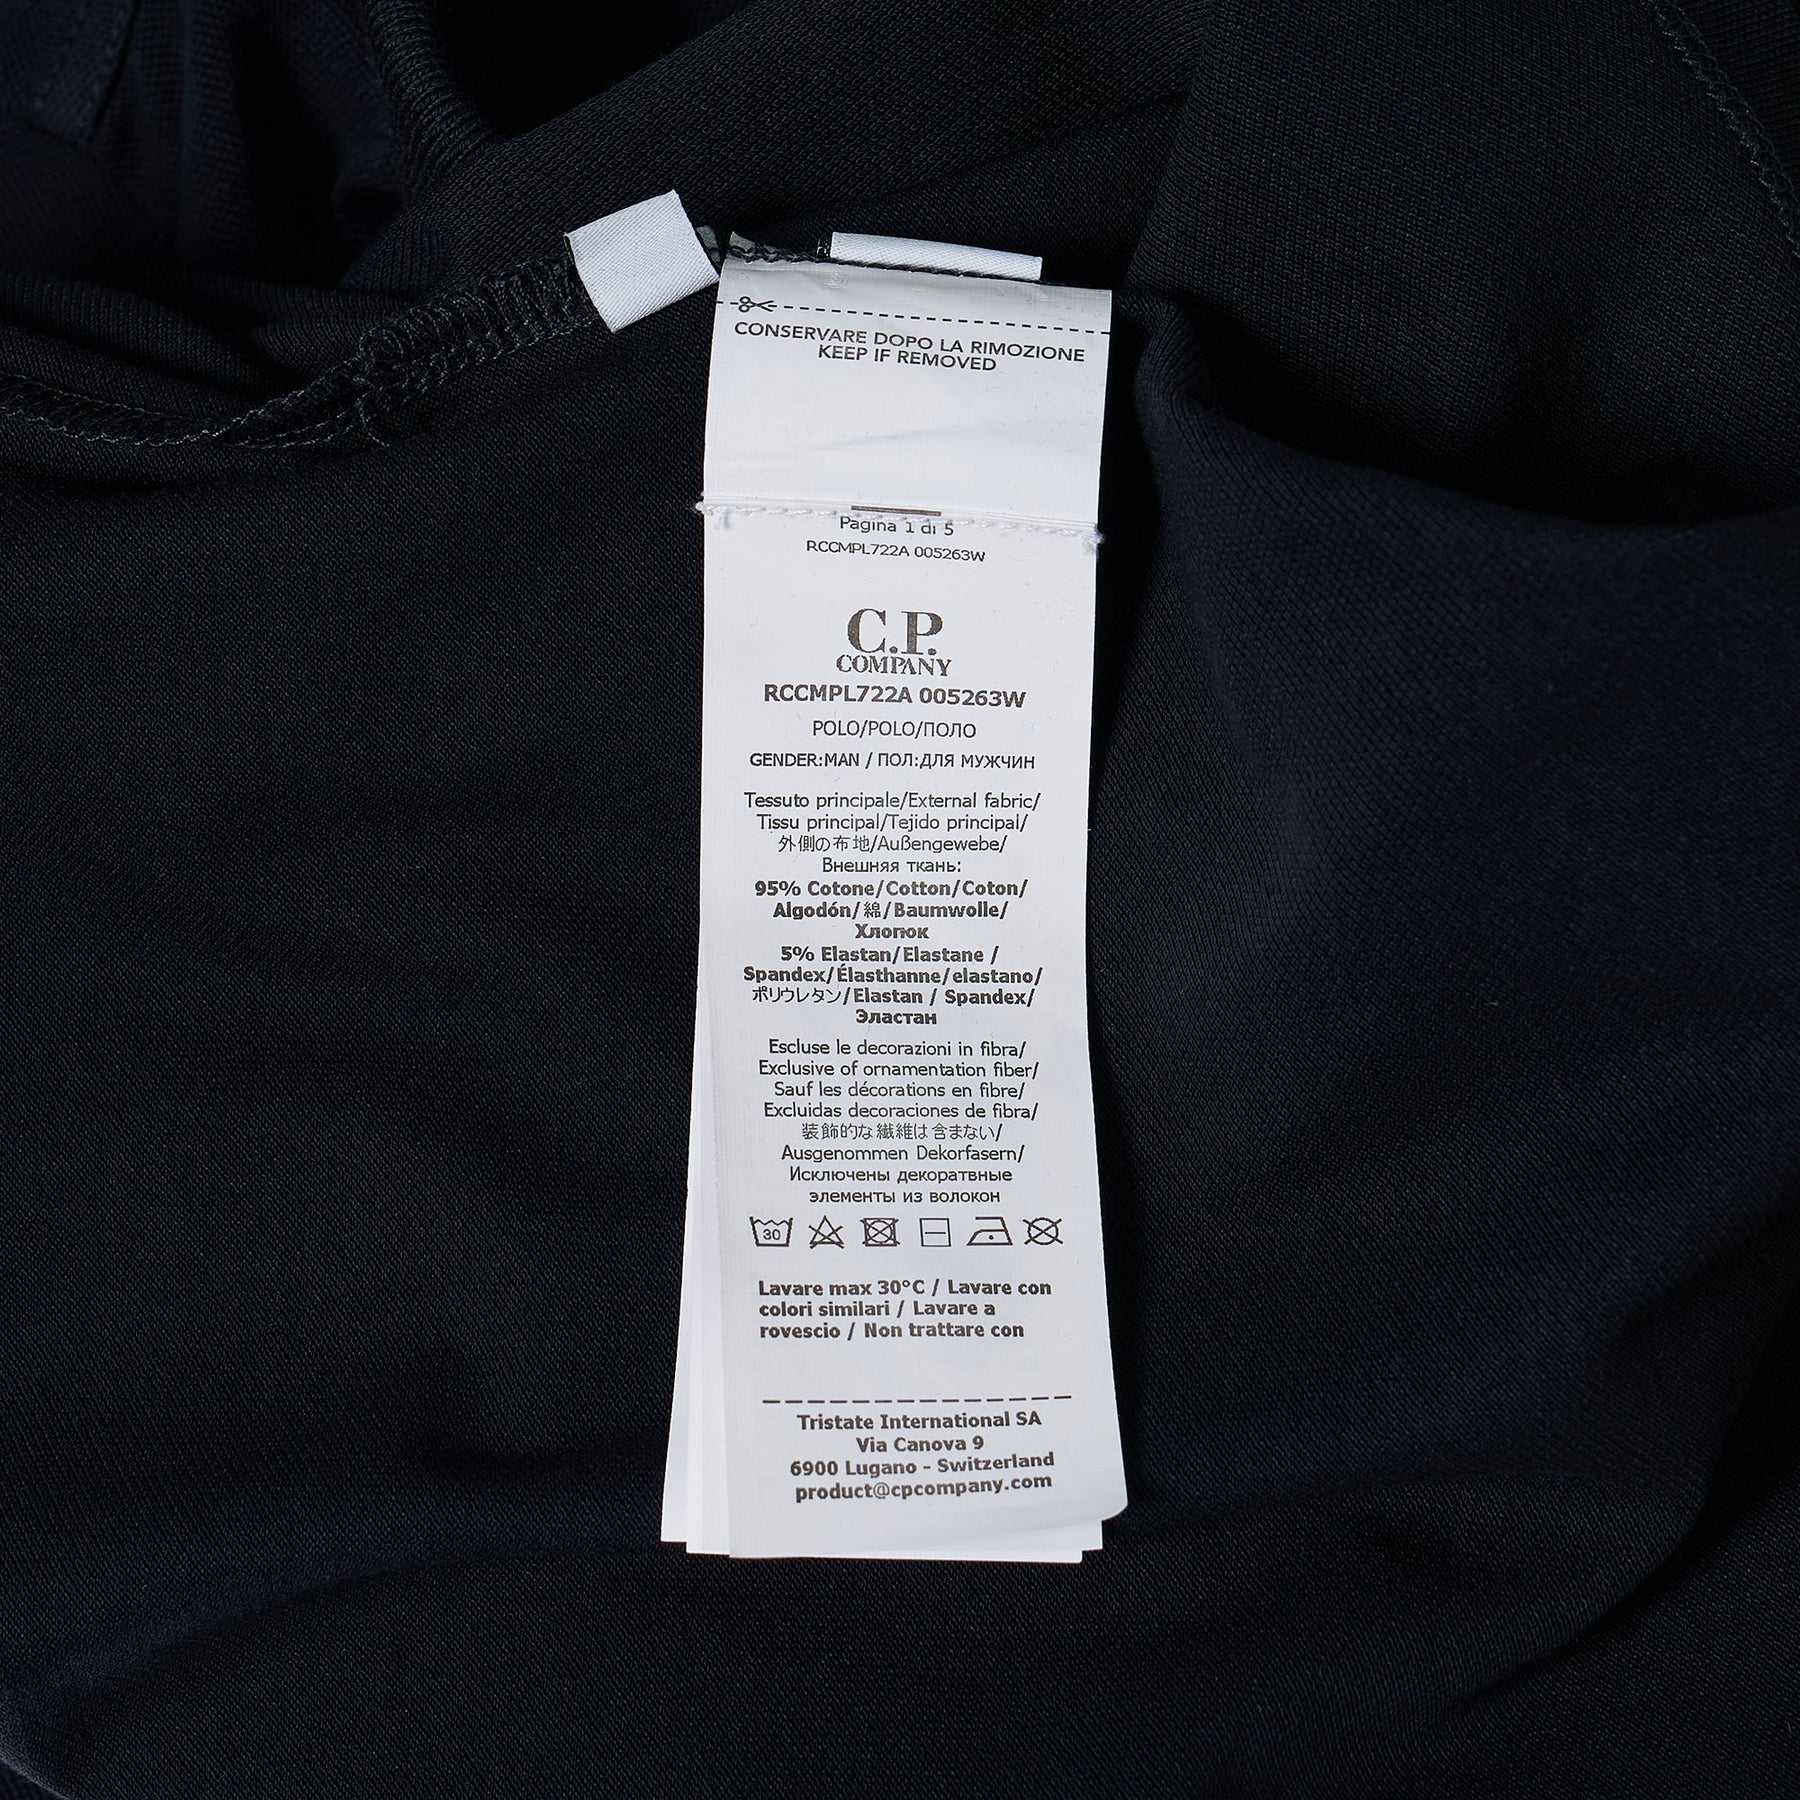 CONSERVARE DOPO LA RIMOZIONE
KEEP IF REMOVED
Pagina 1 di 5
RCCMPL722A 005263W
C.P.
COMPANY
RCCMPL722A 005263W
POLO/POLO/ПОЛО
GENDER:MAN / ПОЛ:ДЛЯ МУЖЧИН
Tessuto principale/External fabric/
Tissu principal/Tejido principal/
外側の布地/Außengewebe/
Внешняя ткань:
95% Cotone/Cotton/Coton/
Algodón/綿/Baumwolle/
Хлопок
5% Elastan/Elastane /
Spandex/Élasthanne/elastano/
ポリウレタン/Elastan / Spandex/
Эластан
Escluse le decorazioni in fibra/
Exclusive of ornamentation fiber/
Sauf les décorations en fibre/
Excluidas decoraciones de fibra/
装飾的な繊維は含まない/
Ausgenommen Dekorfasern/
Исключены декоратвные
элементы из волокон
30
Lavare max 30°C / Lavare con
colori similari / Lavare a
rovescio / Non trattare con
Tristate International SA
Via Canova 9
6900 Lugano - Switzerland
product@cpcompany.com